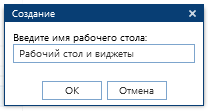 Создание
Введите имя рабочего стола:
Рабочий стол и виджеты
ОК
Отмена